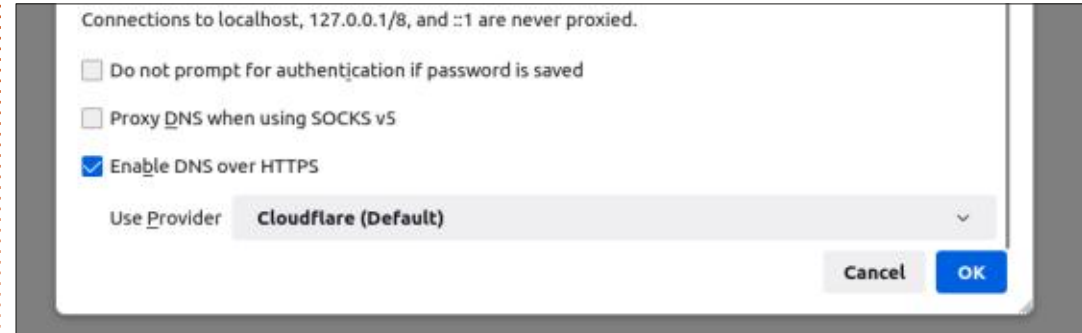 Connections to localhost, 127.0.0.1/8, and ::1 are never proxied.
Do not prompt for authentication if password is saved
Proxy DNS when using SOCKS v5
Enable DNS over HTTPS
Use Provider Cloudflare (Default)
Cancel OK